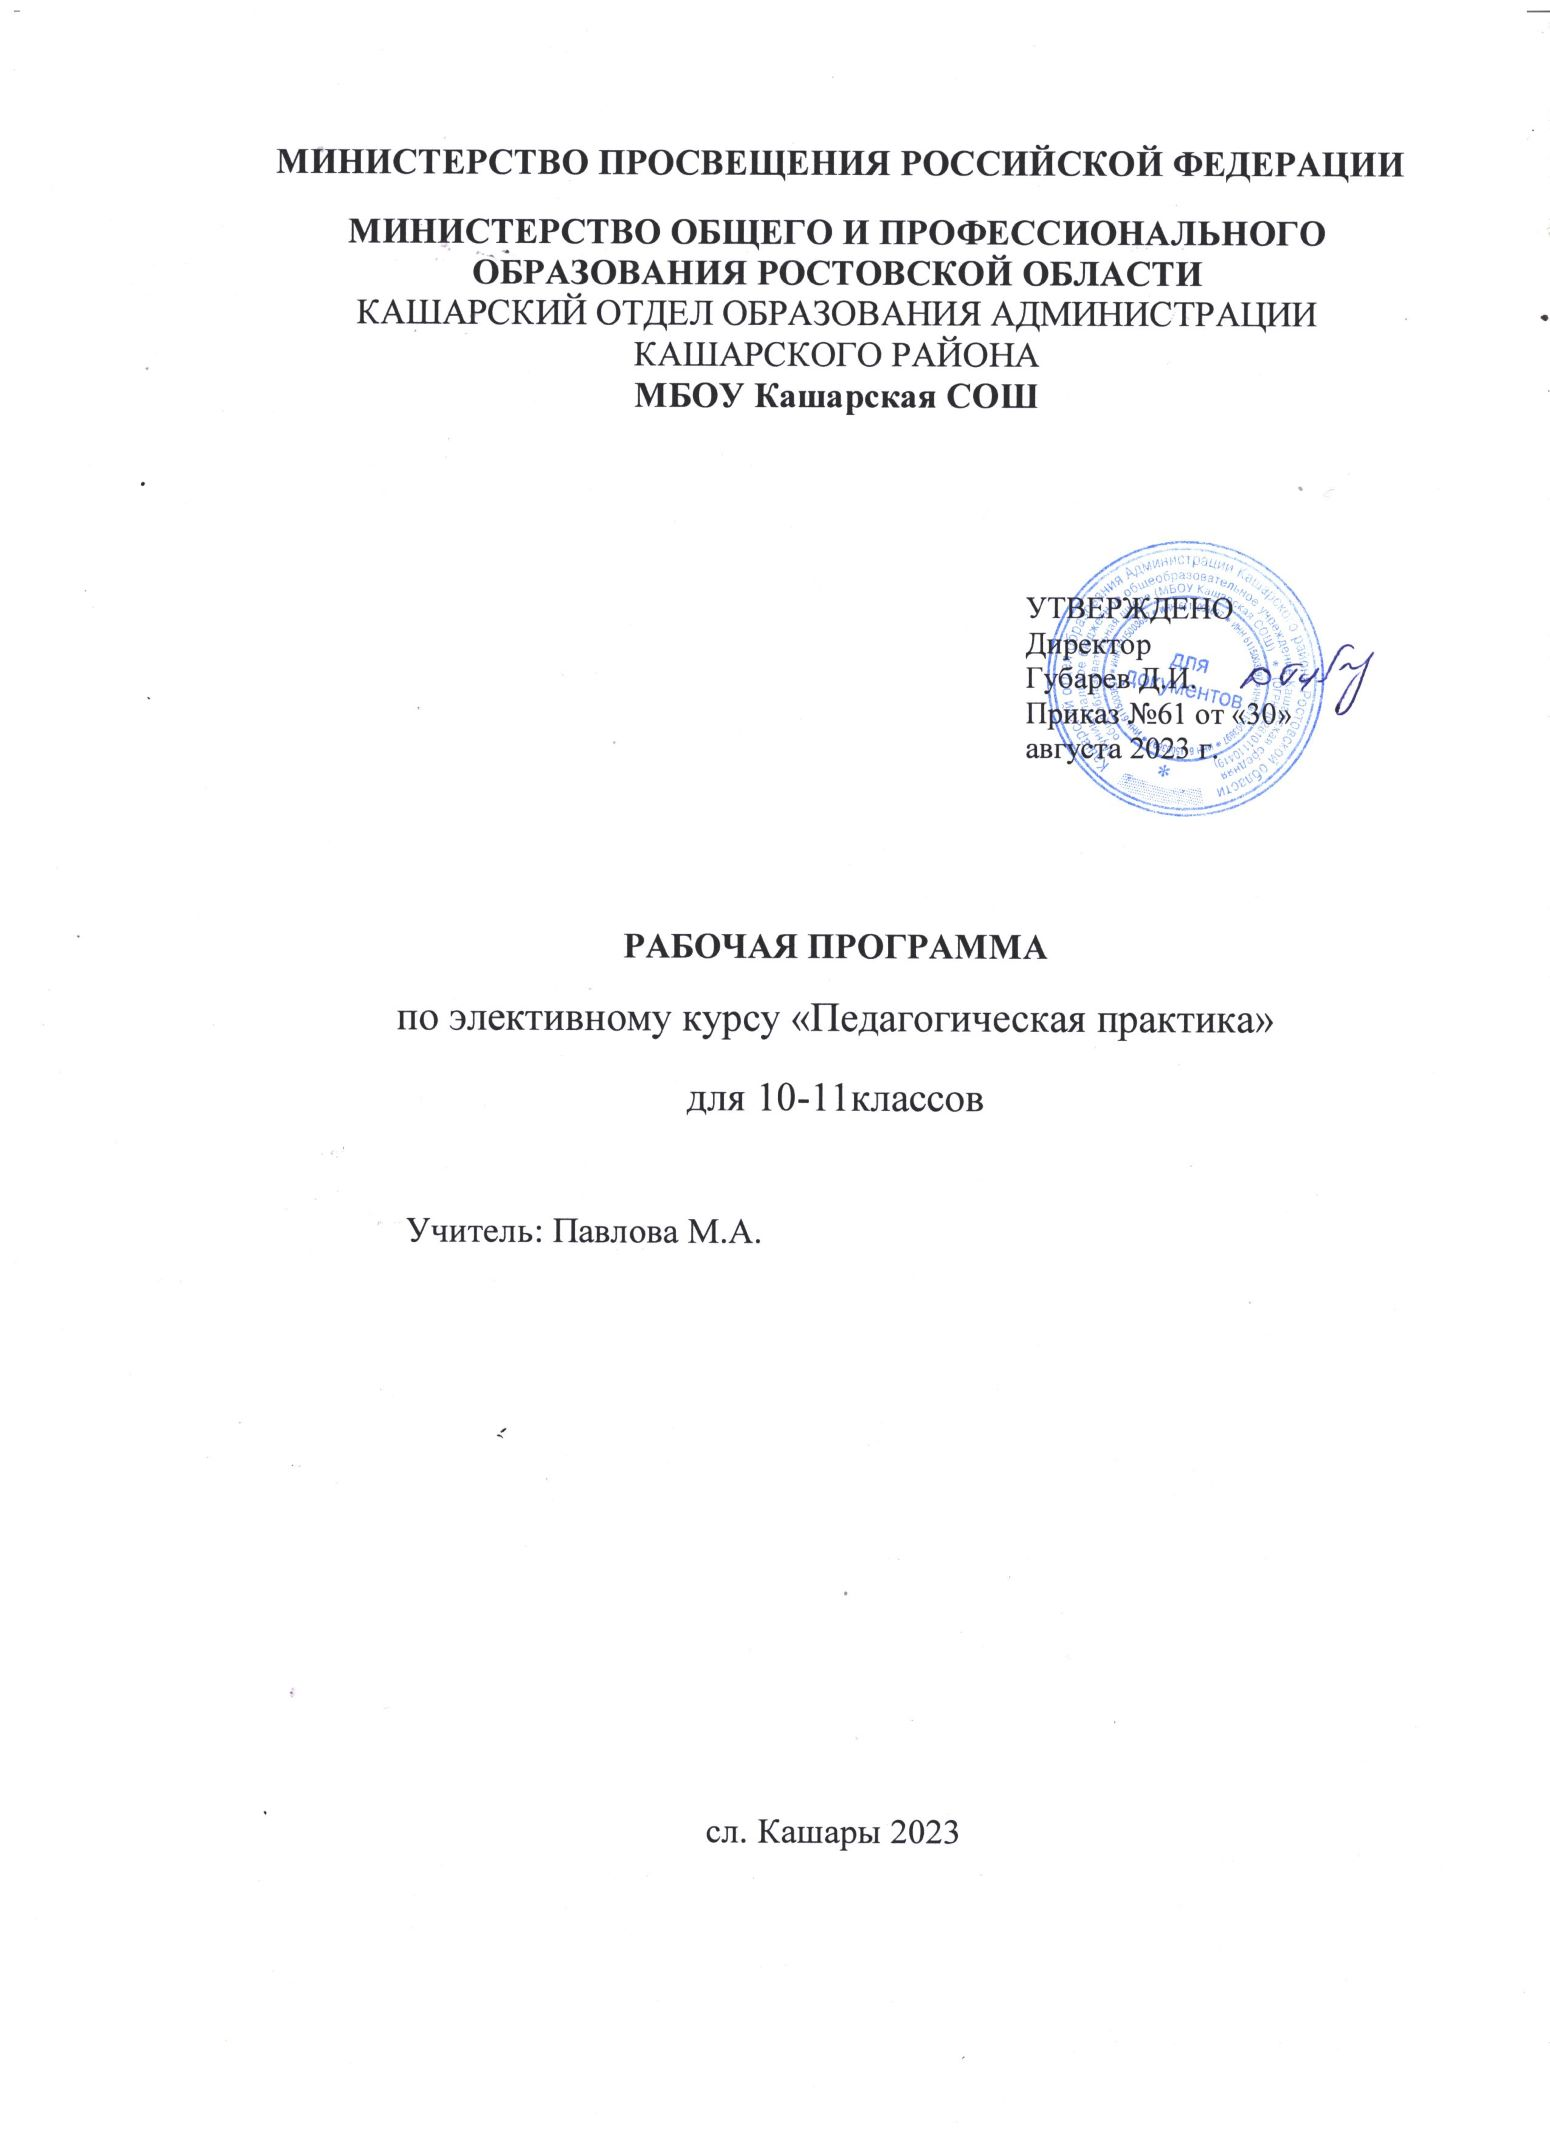 МИНИСТЕРСТВО ПРОСВЕЩЕНИЯ РОССИЙСКОЙ ФЕДЕРАЦИИ
МИНИСТЕРСТВО ОБЩЕГО И ПРОФЕССИОНАЛЬНОГО
ОБРАЗОВАНИЯ РОСТОВСКОЙ ОБЛАСТИ
КАШАРСКИЙ ОТДЕЛ ОБРАЗОВАНИЯ АДМИНИСТРАЦИИ
КАШАРСКОГО РАЙОНА
МБОУ Кашарская СОШ
УТВЕРЖДЕНО
Директор
Губарев Д.И.
Приказ №61 от «30»
августа 2023 г.
для
документов
РАБОЧАЯ ПРОГРАММА
по элективному курсу «Педагогическая практика»
для 10-11классов
Учитель: Павлова М.А.
сл. Кашары 2023